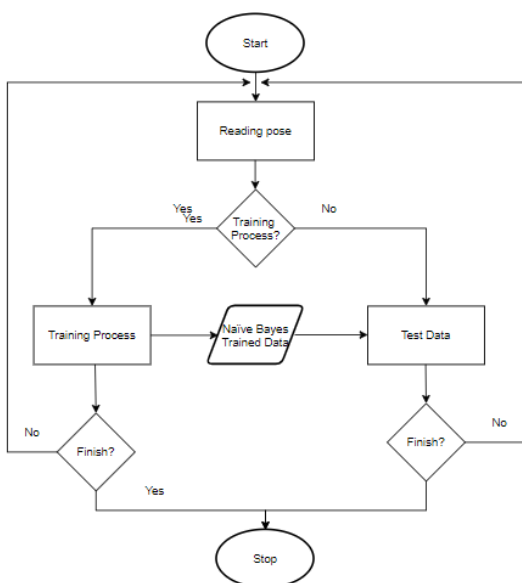 Start
Reading pose
Yes
Yes
Training
Process?
No
Training Process
Naïve Bayes
Trained Data
Test Data
No
Finish?
Finish?
No
Yes
Stop